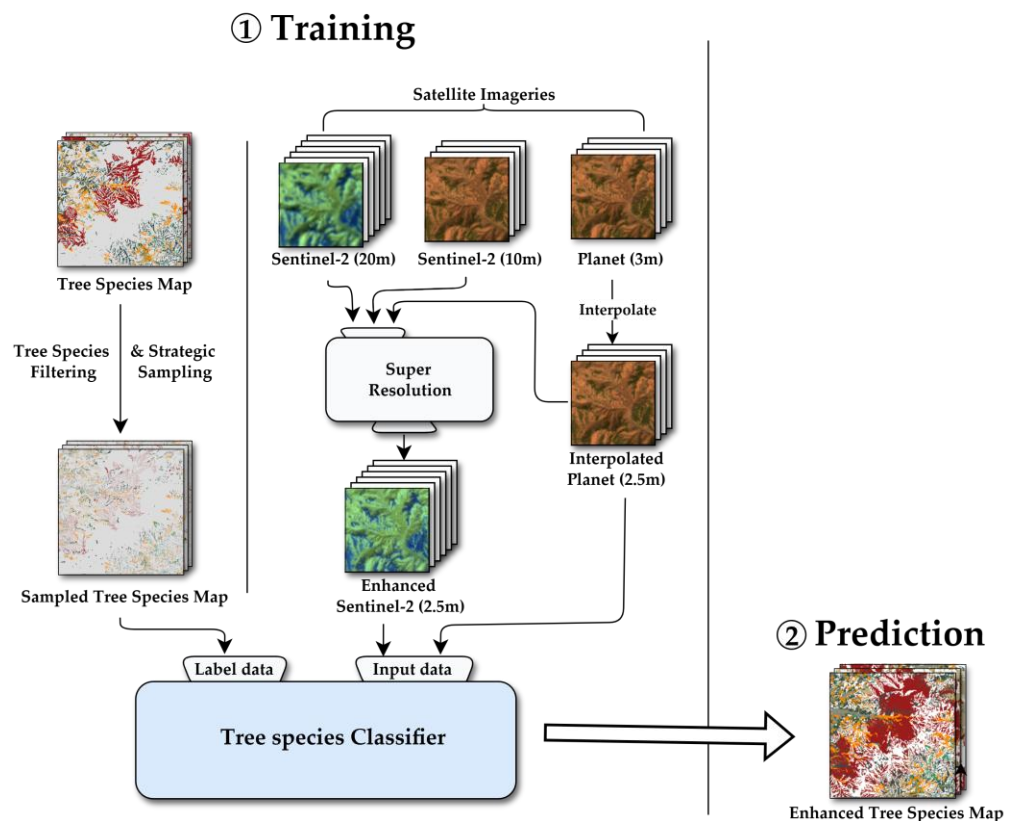 ① Training
Satellite Imageries
Tree Species Map
Sentinel-2 (20m)
Sentinel-2 (10m)
Planet (3m)
Interpolate
Tree Species
Filtering
& Strategic
Sampling
Super
Resolution
Interpolated
Planet (2.5m)
Sampled Tree Species Map
Enhanced
Sentinel-2 (2.5m)
Label data
Input data
Tree species Classifier
② Prediction
Enhanced Tree Species Map